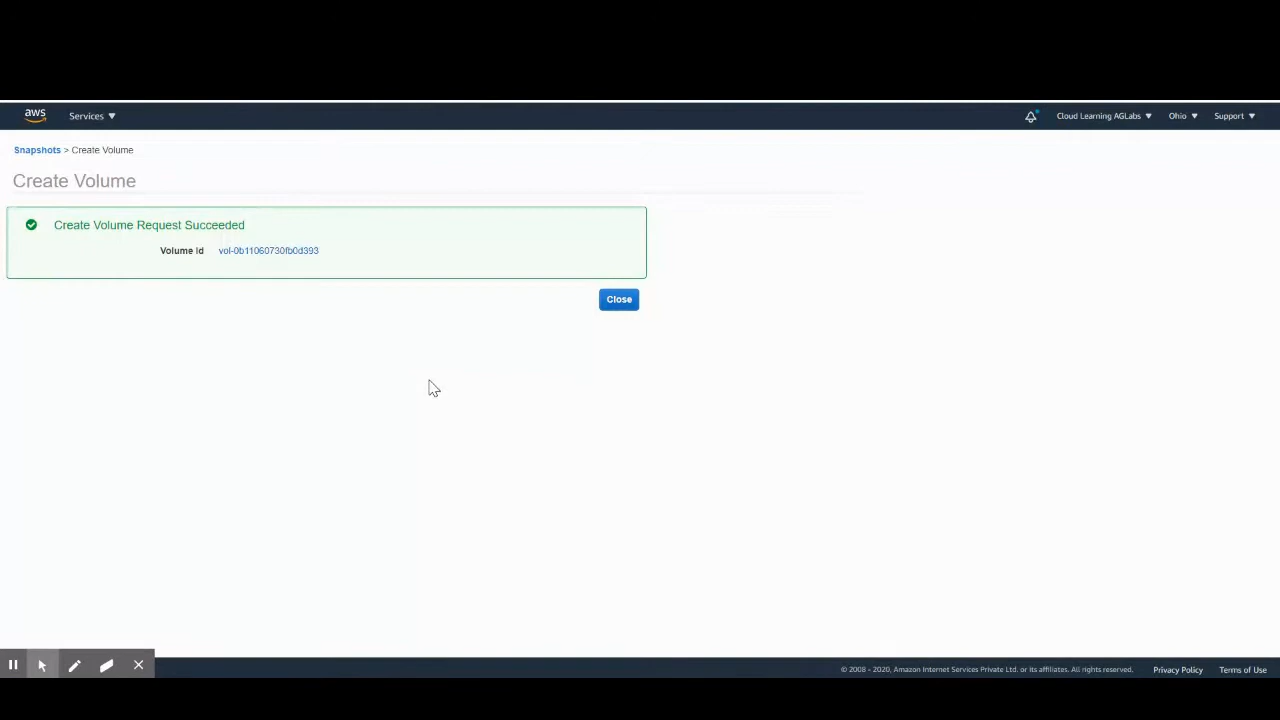 aws Services Cloud Learning AGLabs Ohio Support
Snapshots > Create Volume
Create Volume
Create Volume Request Succeeded
Volume Id vol-0b11060730fb0d393
Close
© 2008 - 2020, Amazon Internet Services Private Ltd. or its affiliates. All rights reserved. Privacy Policy Terms of Use